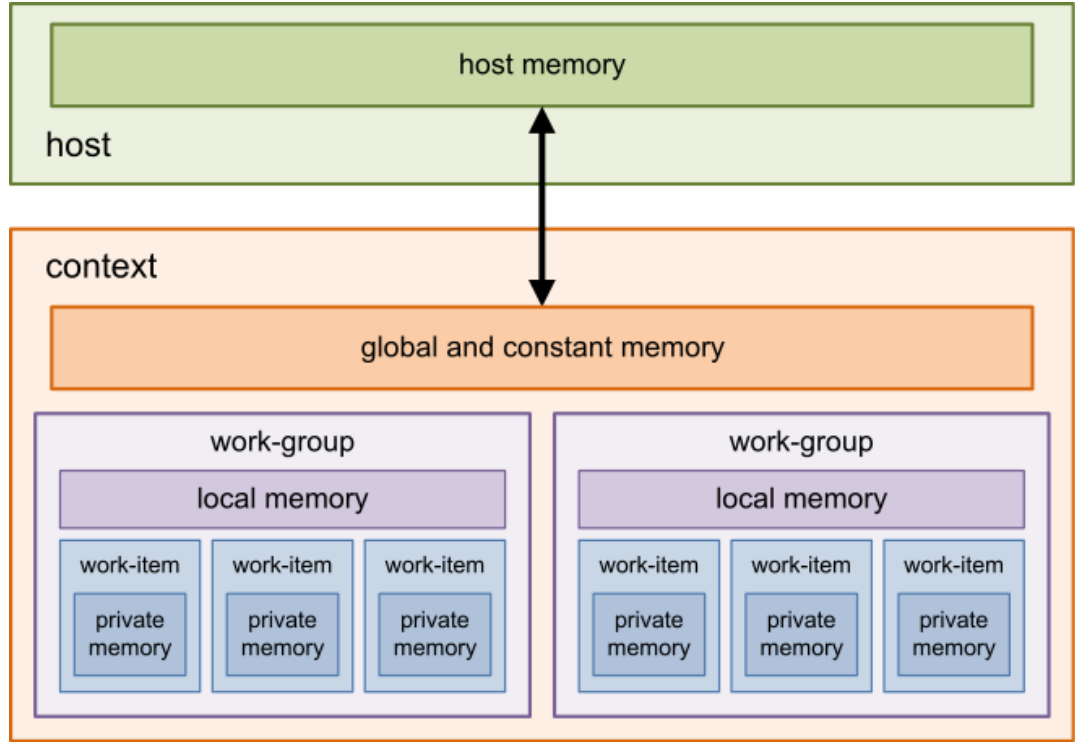 host memory
host
context
global and constant memory
work-group
local memory
work-item
private
memory
work-item
private
memory
work-item
private
memory
work-group
local memory
work-item
private
memory
work-item
private
memory
work-item
private
memory